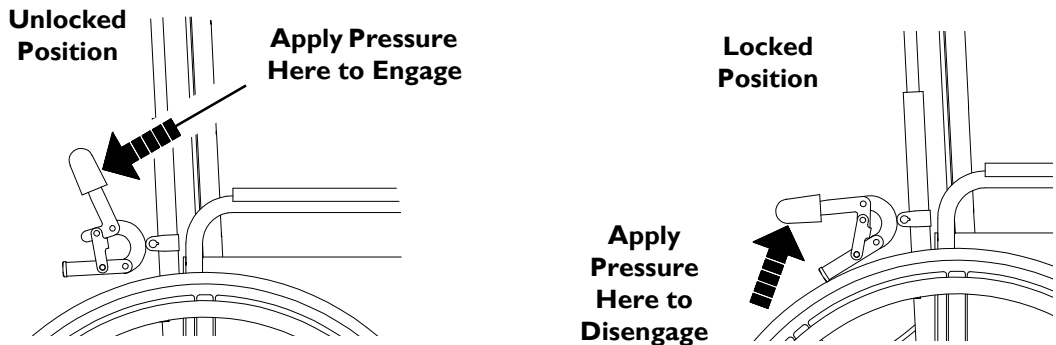 Unlocked
Position
Apply Pressure
Here to Engage
Locked
Position
Apply
Pressure
Here to
Disengage